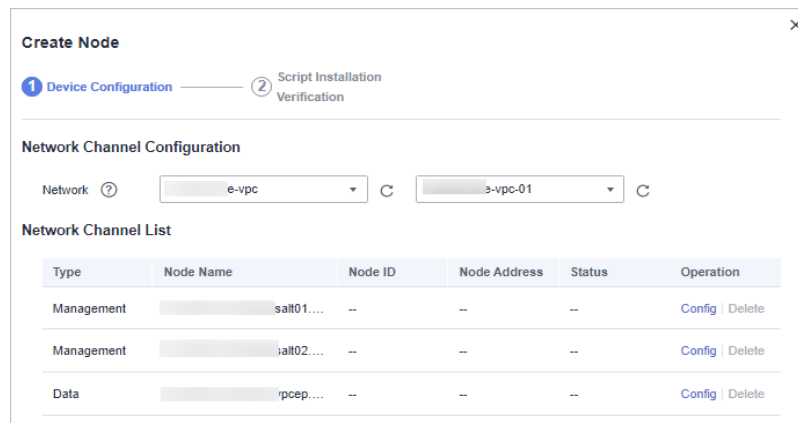 Create Node
1 Device Configuration
2 Script Installation
Verification
Network Channel Configuration
Network ? e-vpc e-vpc-01
Network Channel List
Type Node Name Node ID Node Address Status Operation
Management salt01.... -- -- -- Config Delete
Management salt02.... -- -- -- Config Delete
Data vpcep.... -- -- -- Config Delete